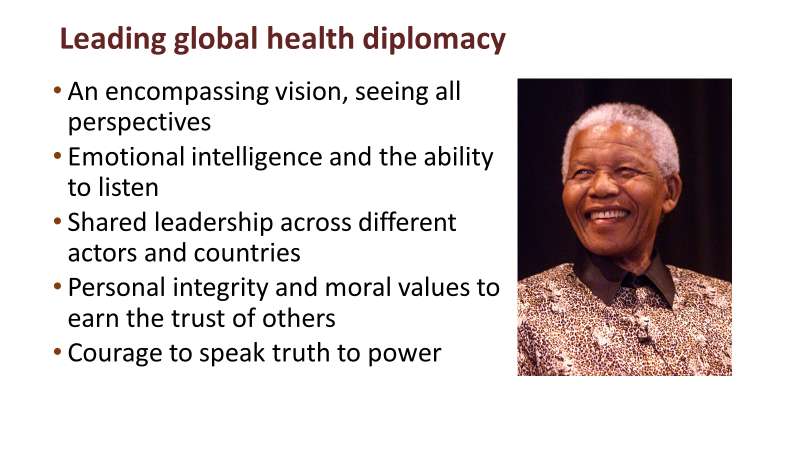 Leading global health diplomacy
• An encompassing vision, seeing all
perspectives
• Emotional intelligence and the ability
to listen
• Shared leadership across different
actors and countries
• Personal integrity and moral values to
earn the trust of others
• Courage to speak truth to power